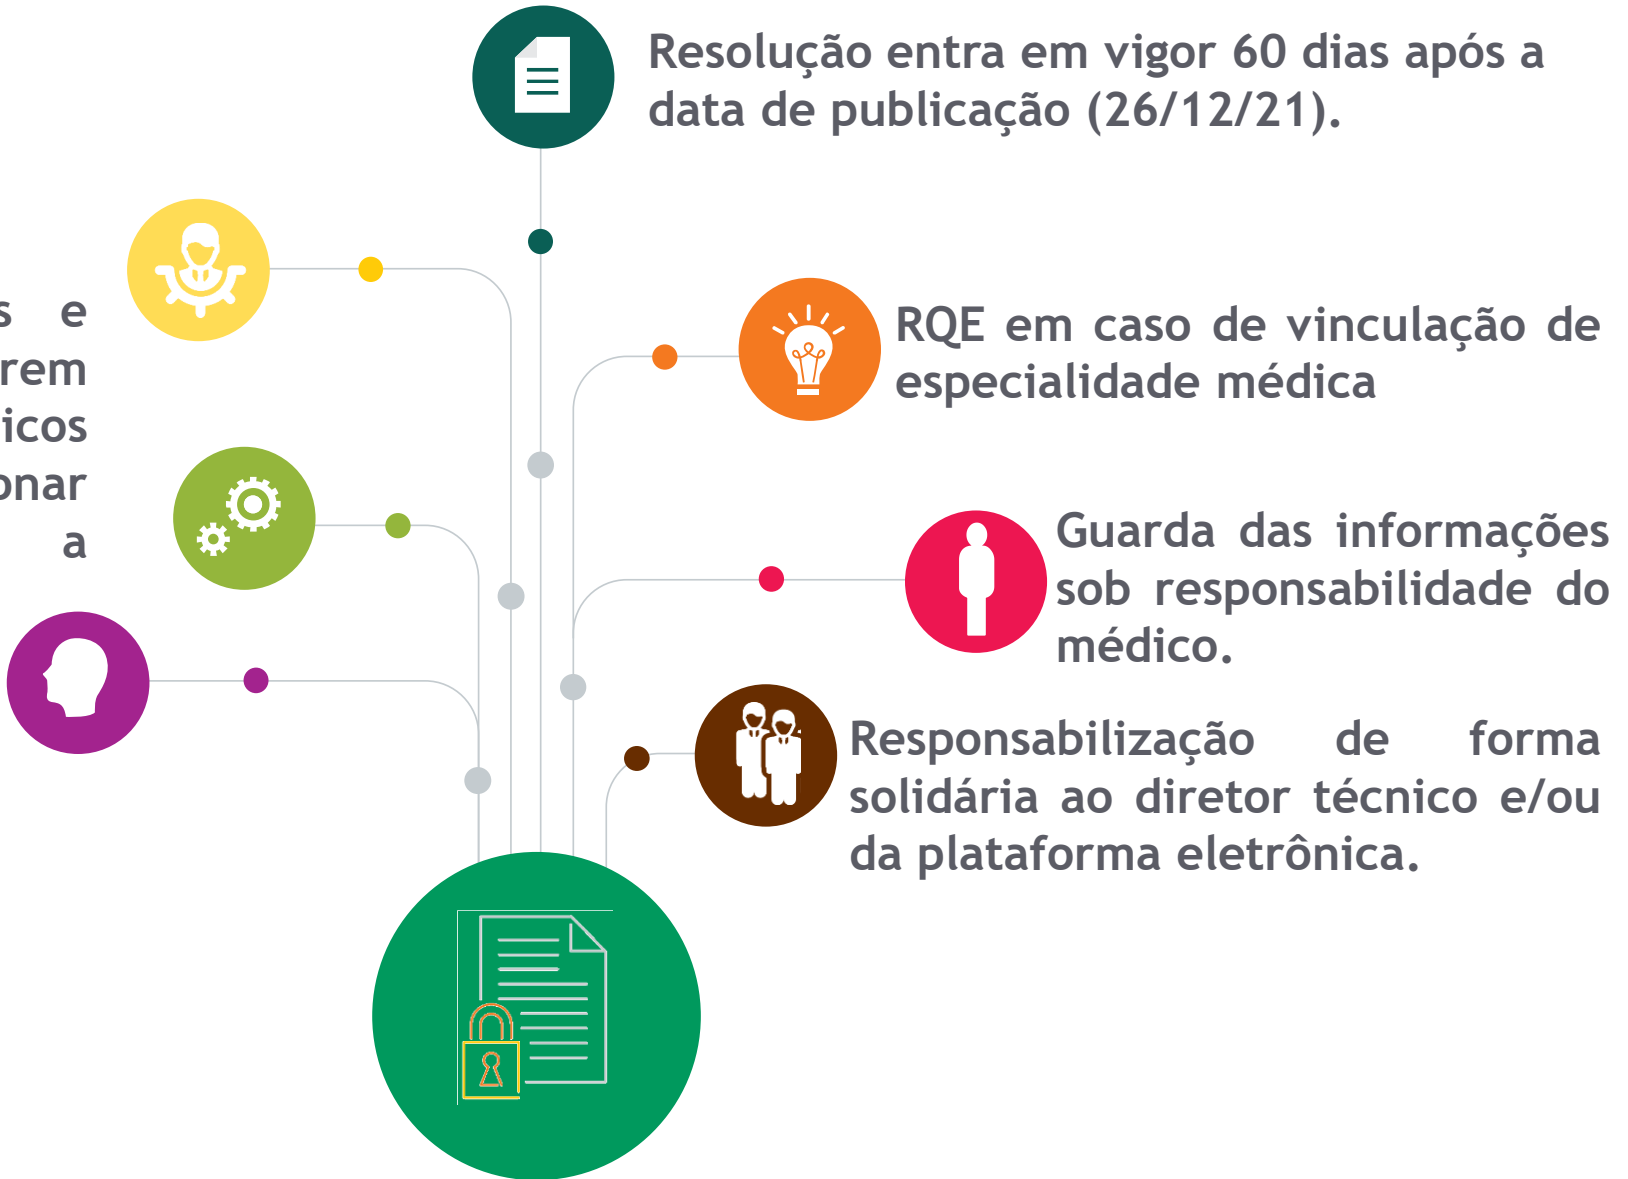 Resolução entra em vigor 60 dias após a
data de publicação (26/12/21).
e
a
RQE em caso de vinculação de
especialidade médica
Guarda das informações
sob responsabilidade do
médico.
Responsabilização de forma
solidária ao diretor técnico e/ou
da plataforma eletrônica.